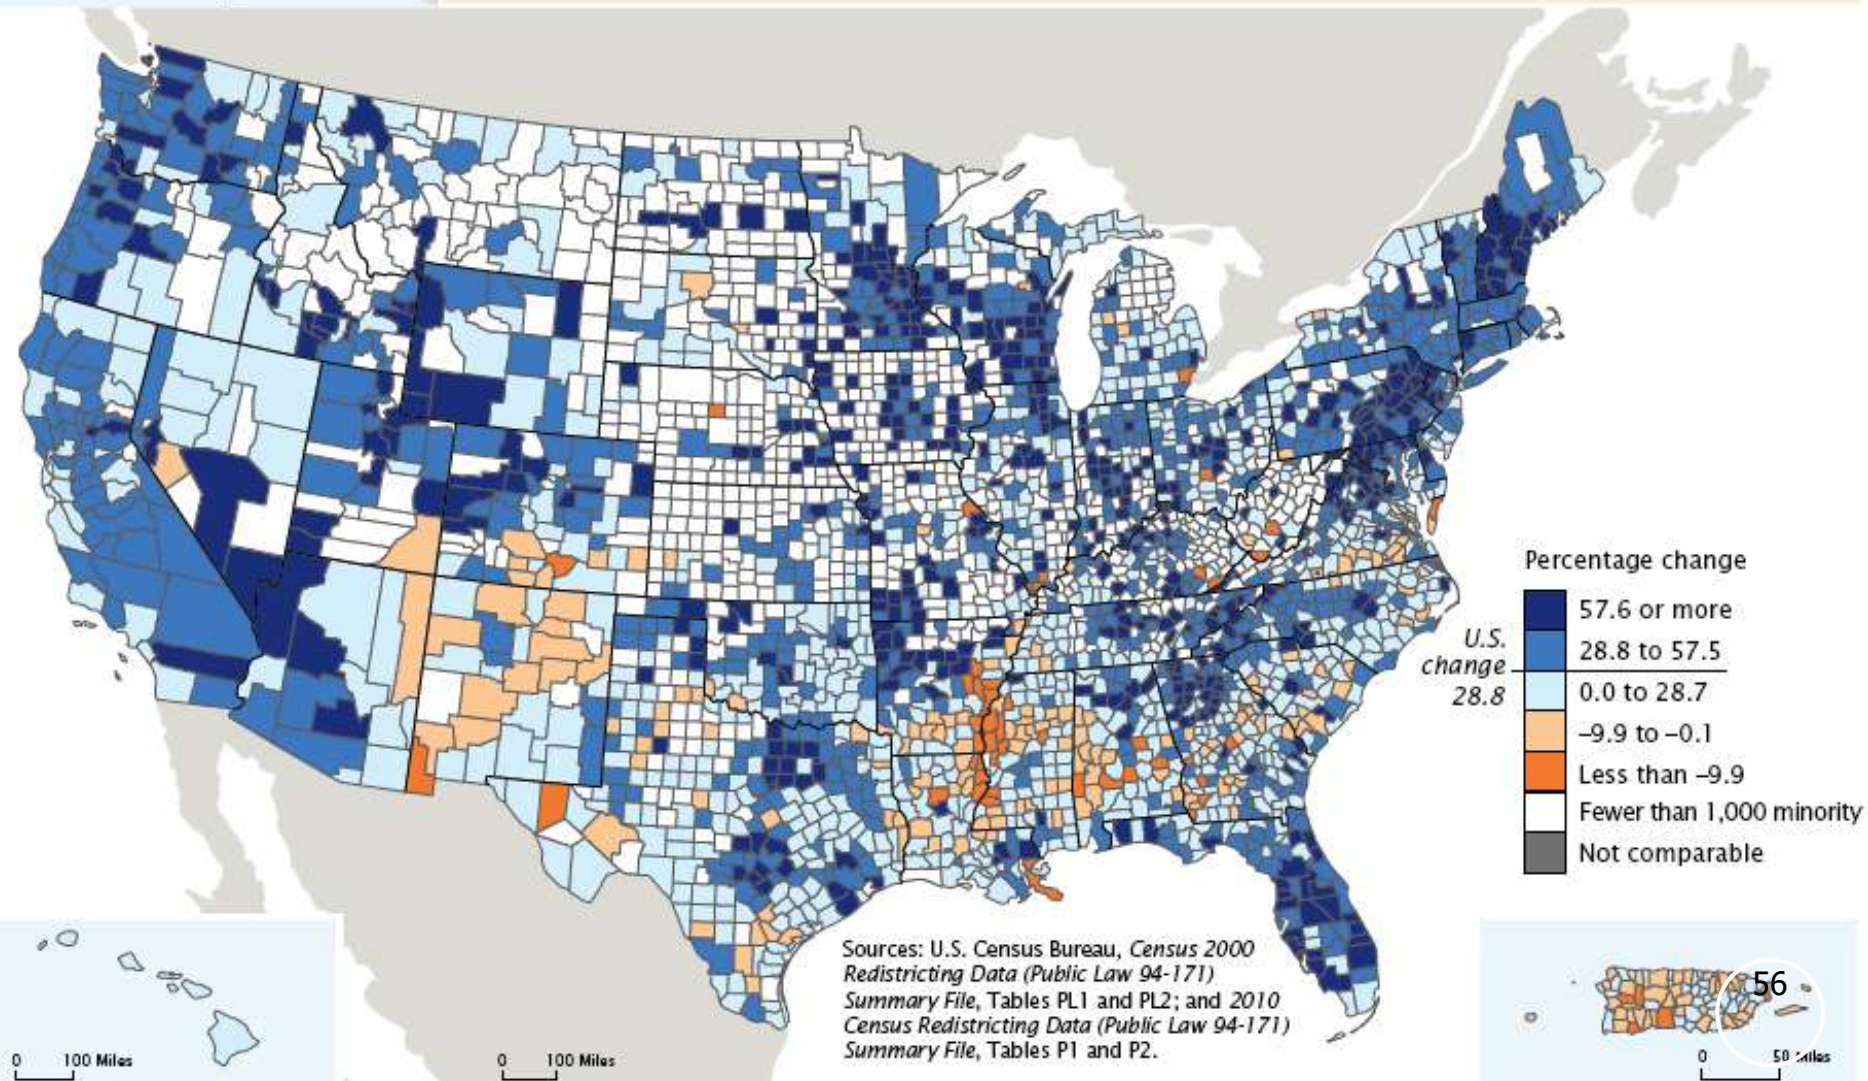 Percentage change
57.6 or more
28.8 to 57.5
0.0 to 28.7
–9.9 to –0.1
Less than –9.9
Fewer than 1,000 minority
Not comparable
U.S.
change
28.8
Sources: U.S. Census Bureau, Census 2000
Redistricting Data (Public Law 94-171)
Summary File, Tables PL1 and PL2; and 2010
Census Redistricting Data (Public Law 94-171)
Summary File, Tables P1 and P2.
56
0 100 Miles
0 100 Miles
0 50 Miles